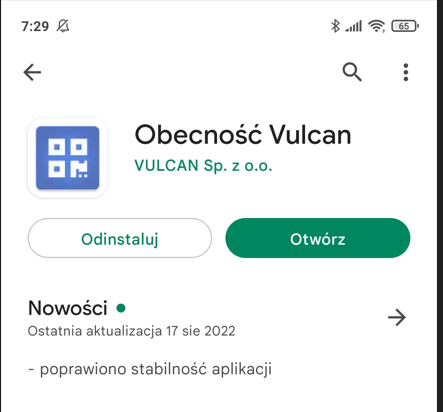 7:29
65
Obecność Vulcan
VULCAN Sp. z o.o.
Odinstaluj
Otwórz
Nowości
Ostatnia aktualizacja 17 sie 2022
- poprawiono stabilność aplikacji